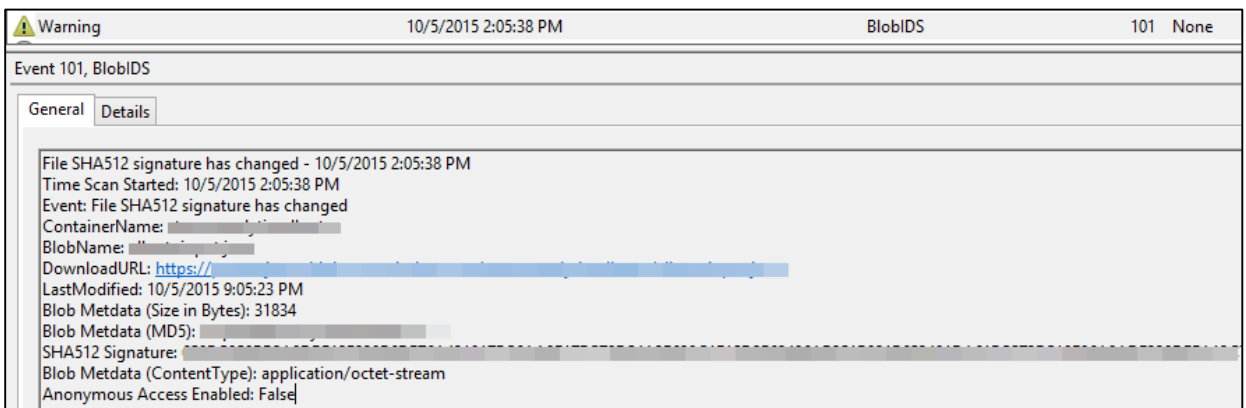 Warning 10/5/2015 2:05:38 PM BlobIDS 101 None
Event 101, BlobIDS
General Details
File SHA512 signature has changed - 10/5/2015 2:05:38 PM
Time Scan Started: 10/5/2015 2:05:38 PM
Event: File SHA512 signature has changed
ContainerName:
BlobName:
DownloadURL: https://
LastModified: 10/5/2015 9:05:23 PM
Blob Metdata (Size in Bytes): 31834
Blob Metdata (MD5):
SHA512 Signature:
Blob Metdata (ContentType): application/octet-stream
Anonymous Access Enabled: False